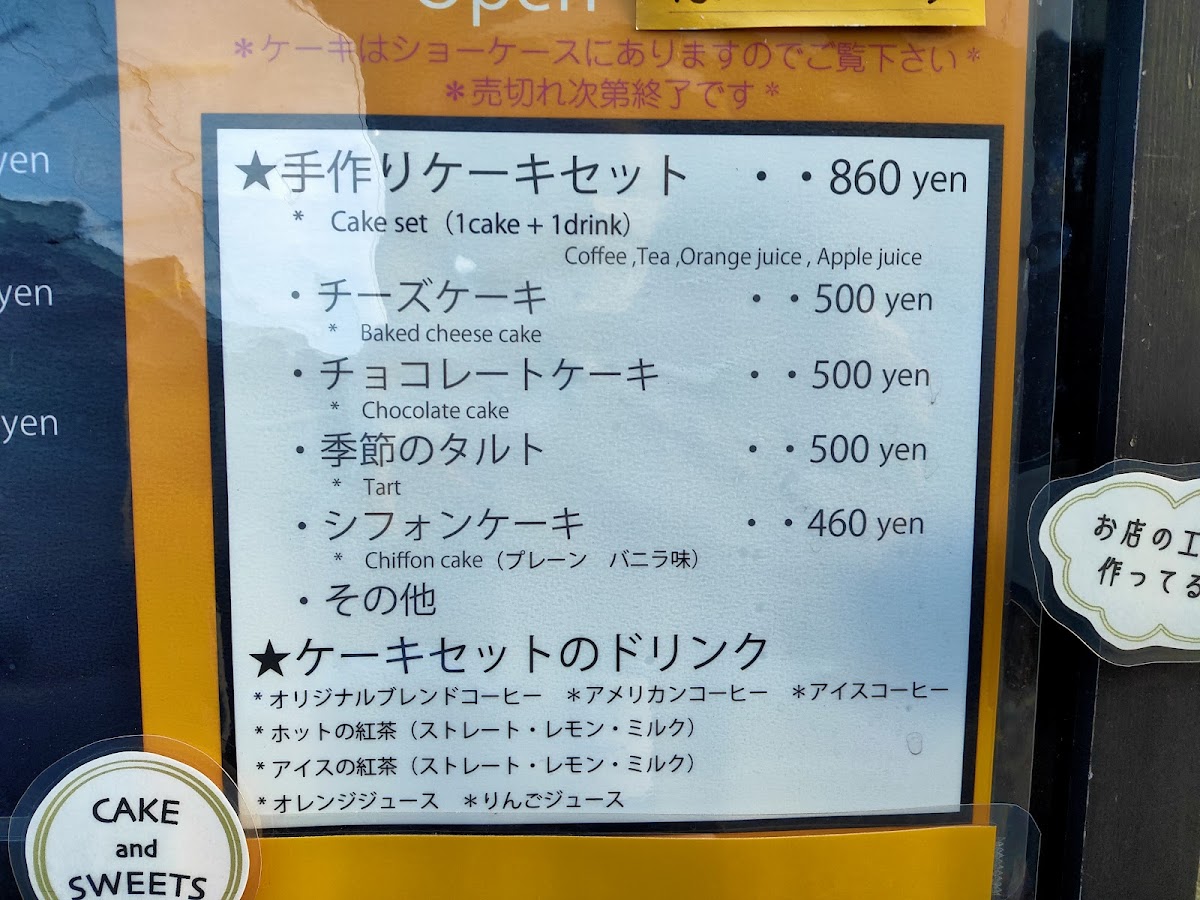 Open
＊ケーキはショーケースにありますのでご覧下さい＊
＊売切れ次第終了です＊
★手作りケーキセット ・・860 yen
* Cake set（1cake + 1drink）
Coffee ,Tea ,Orange juice , Apple juice
・チーズケーキ ・・500 yen
* Baked cheese cake
・チョコレートケーキ ・・500 yen
* Chocolate cake
・季節のタルト ・・500 yen
* Tart
・シフォンケーキ ・・460 yen
* Chiffon cake（プレーン　バニラ味）
・その他
★ケーキセットのドリンク
*オリジナルブレンドコーヒー ＊アメリカンコーヒー ＊アイスコーヒー
*ホットの紅茶（ストレート・レモン・ミルク）
*アイスの紅茶（ストレート・レモン・ミルク）
*オレンジジュース ＊りんごジュース
yen
yen
yen
お店の工
作ってる
CAKE
and
SWEETS